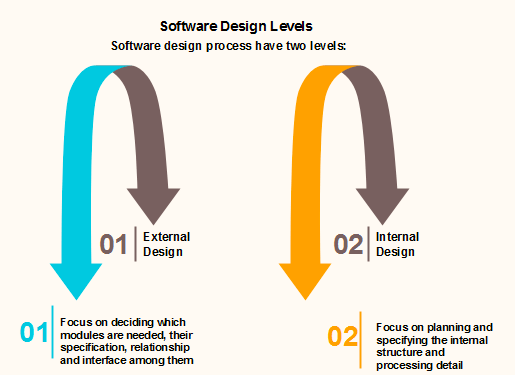 Software Design Levels
Software design process have two levels:
01
External
Design
02
Internal
Design
01
Focus on deciding which
modules are needed, their
specification, relationship
and interface among them
02
Focus on planning and
specifying the internal
structure and
processing detail